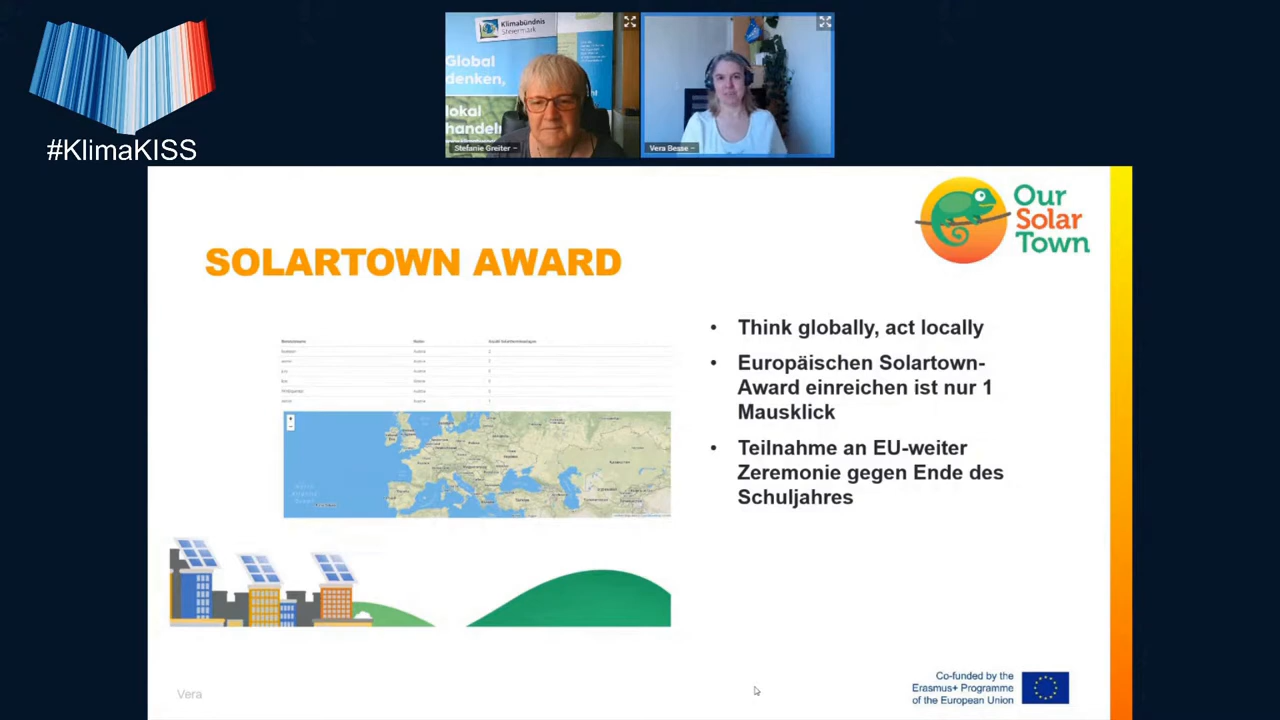 #KlimaKISS
Klimabündnis
Steiermark
Global
denken,
lokal
handeln
Stefanie Greiter
Vera Besse
Our
Solar
Town
SOLARTOWN AWARD
• Think globally, act locally
• Europäischen Solartown-
Award einreichen ist nur 1
Mausklick
• Teilnahme an EU-weiter
Zeremonie gegen Ende des
Schuljahres
Vera
Co-funded by the
Erasmus+ Programme
of the European Union